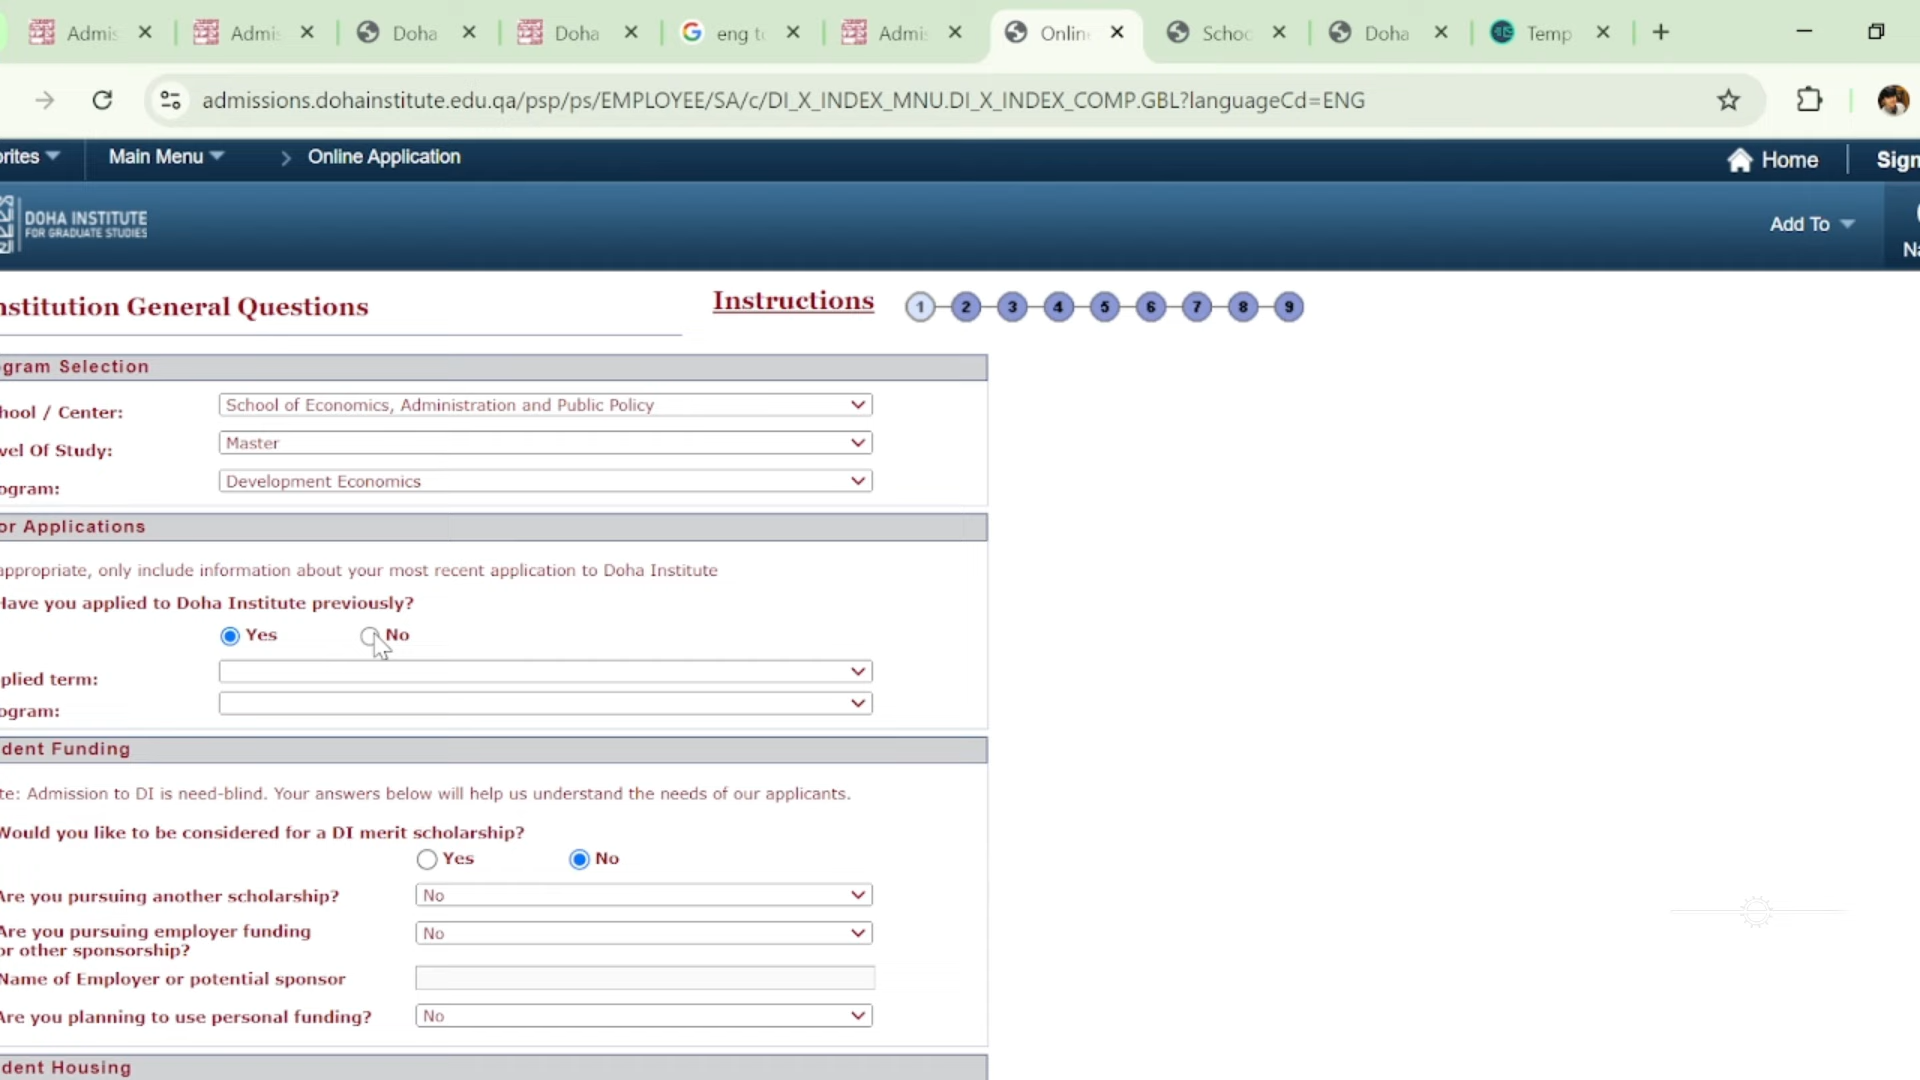 Admis Admis Doha Doha eng to Admis Onlin Schoo Doha Temp
admissions.dohainstitute.edu.qa/psp/ps/EMPLOYEE/SA/c/DI_X_INDEX_MNU.DI_X_INDEX_COMP.GBL?languageCd=ENG
orites Main Menu > Online Application Home Sign
DOHA INSTITUTE
FOR GRADUATE STUDIES
Add To
Na
nstitution General Questions Instructions 1 2 3 4 5 6 7 8 9
gram Selection
hool / Center: School of Economics, Administration and Public Policy
vel Of Study: Master
ogram: Development Economics
or Applications
appropriate, only include information about your most recent application to Doha Institute
Have you applied to Doha Institute previously?
Yes No
plied term:
ogram:
dent Funding
te: Admission to DI is need-blind. Your answers below will help us understand the needs of our applicants.
Would you like to be considered for a DI merit scholarship?
Yes No
Are you pursuing another scholarship? No
Are you pursuing employer funding
or other sponsorship? No
Name of Employer or potential sponsor
Are you planning to use personal funding? No
dent Housing